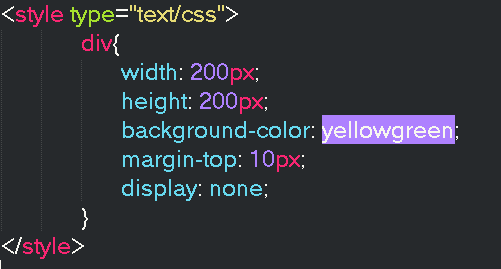 <style type="text/css">
div{
width: 200px;
height: 200px;
background-color: yellowgreen;
margin-top: 10px;
display: none;
}
</style>